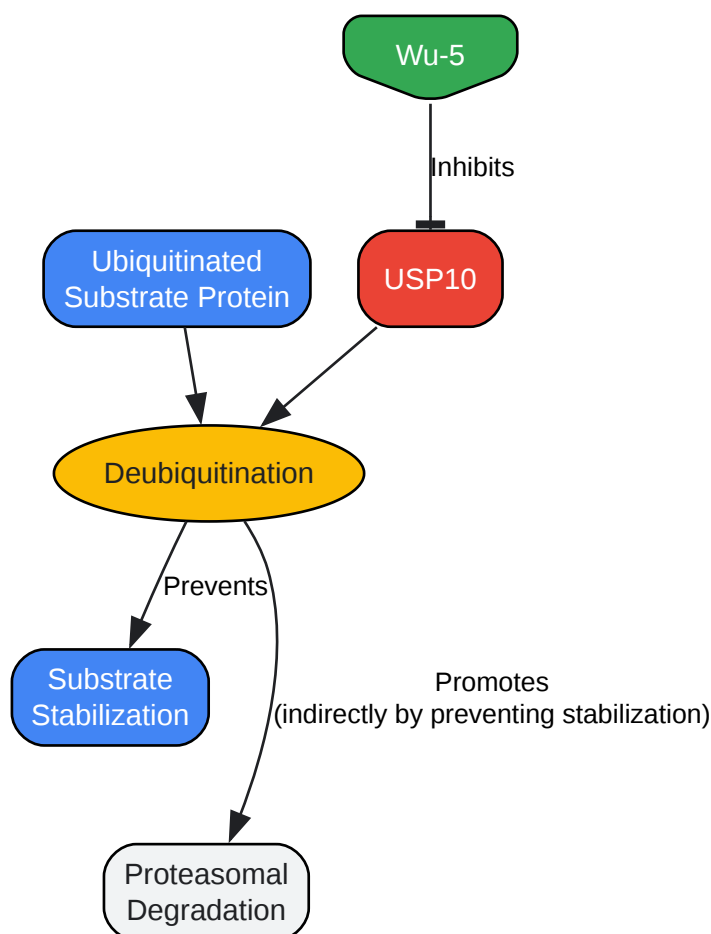 Wu-5
Inhibits
Ubiquitinated
Substrate Protein
USP10
Deubiquitination
Prevents
Substrate
Stabilization
Promotes
(indirectly by preventing stabilization)
Proteasomal
Degradation